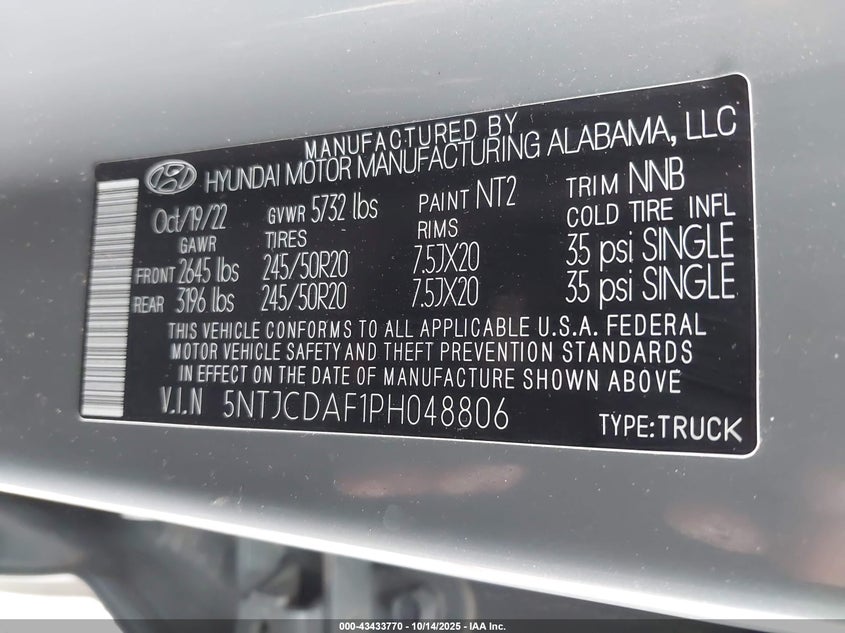 MANUFACTURED BY
HYUNDAI MOTOR MANUFACTURING ALABAMA, LLC
Oct/19/22 GVWR 5732 lbs PAINT NT2 TRIM NNB
GAWR TIRES RIMS COLD TIRE INFL
FRONT 2645 lbs 245/50R20 7.5JX20 35 psi SINGLE
REAR 3196 lbs 245/50R20 7.5JX20 35 psi SINGLE
THIS VEHICLE CONFORMS TO ALL APPLICABLE U.S.A. FEDERAL
MOTOR VEHICLE SAFETY AND THEFT PREVENTION STANDARDS
IN EFFECT ON THE DATE OF MANUFACTURE SHOWN ABOVE
V.I.N 5NTJCDAF1PH048806 TYPE:TRUCK
000-43433770 - 10/14/2025 - IAA Inc.